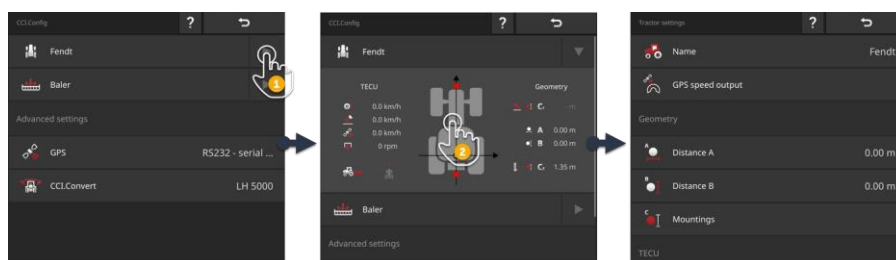 CCI.Config
?
Fendt
1
Baler
Advanced settings
GPS
RS232 - serial ...
CCI.Convert
LH 5000
CCI.Config
?
Fendt
TECU
Geometry
0.0 km/h
C
-- m
0.0 km/h
A 0.00 m
0.0 km/h
B 0.00 m
0 rpm
C 1.35 m
2
Baler
Advanced settings
Tractor settings
?
Name
Fendt
GPS speed output
Geometry
A
Distance A
0.00 m
B
Distance B
0.00 m
C
Mountings
TECU